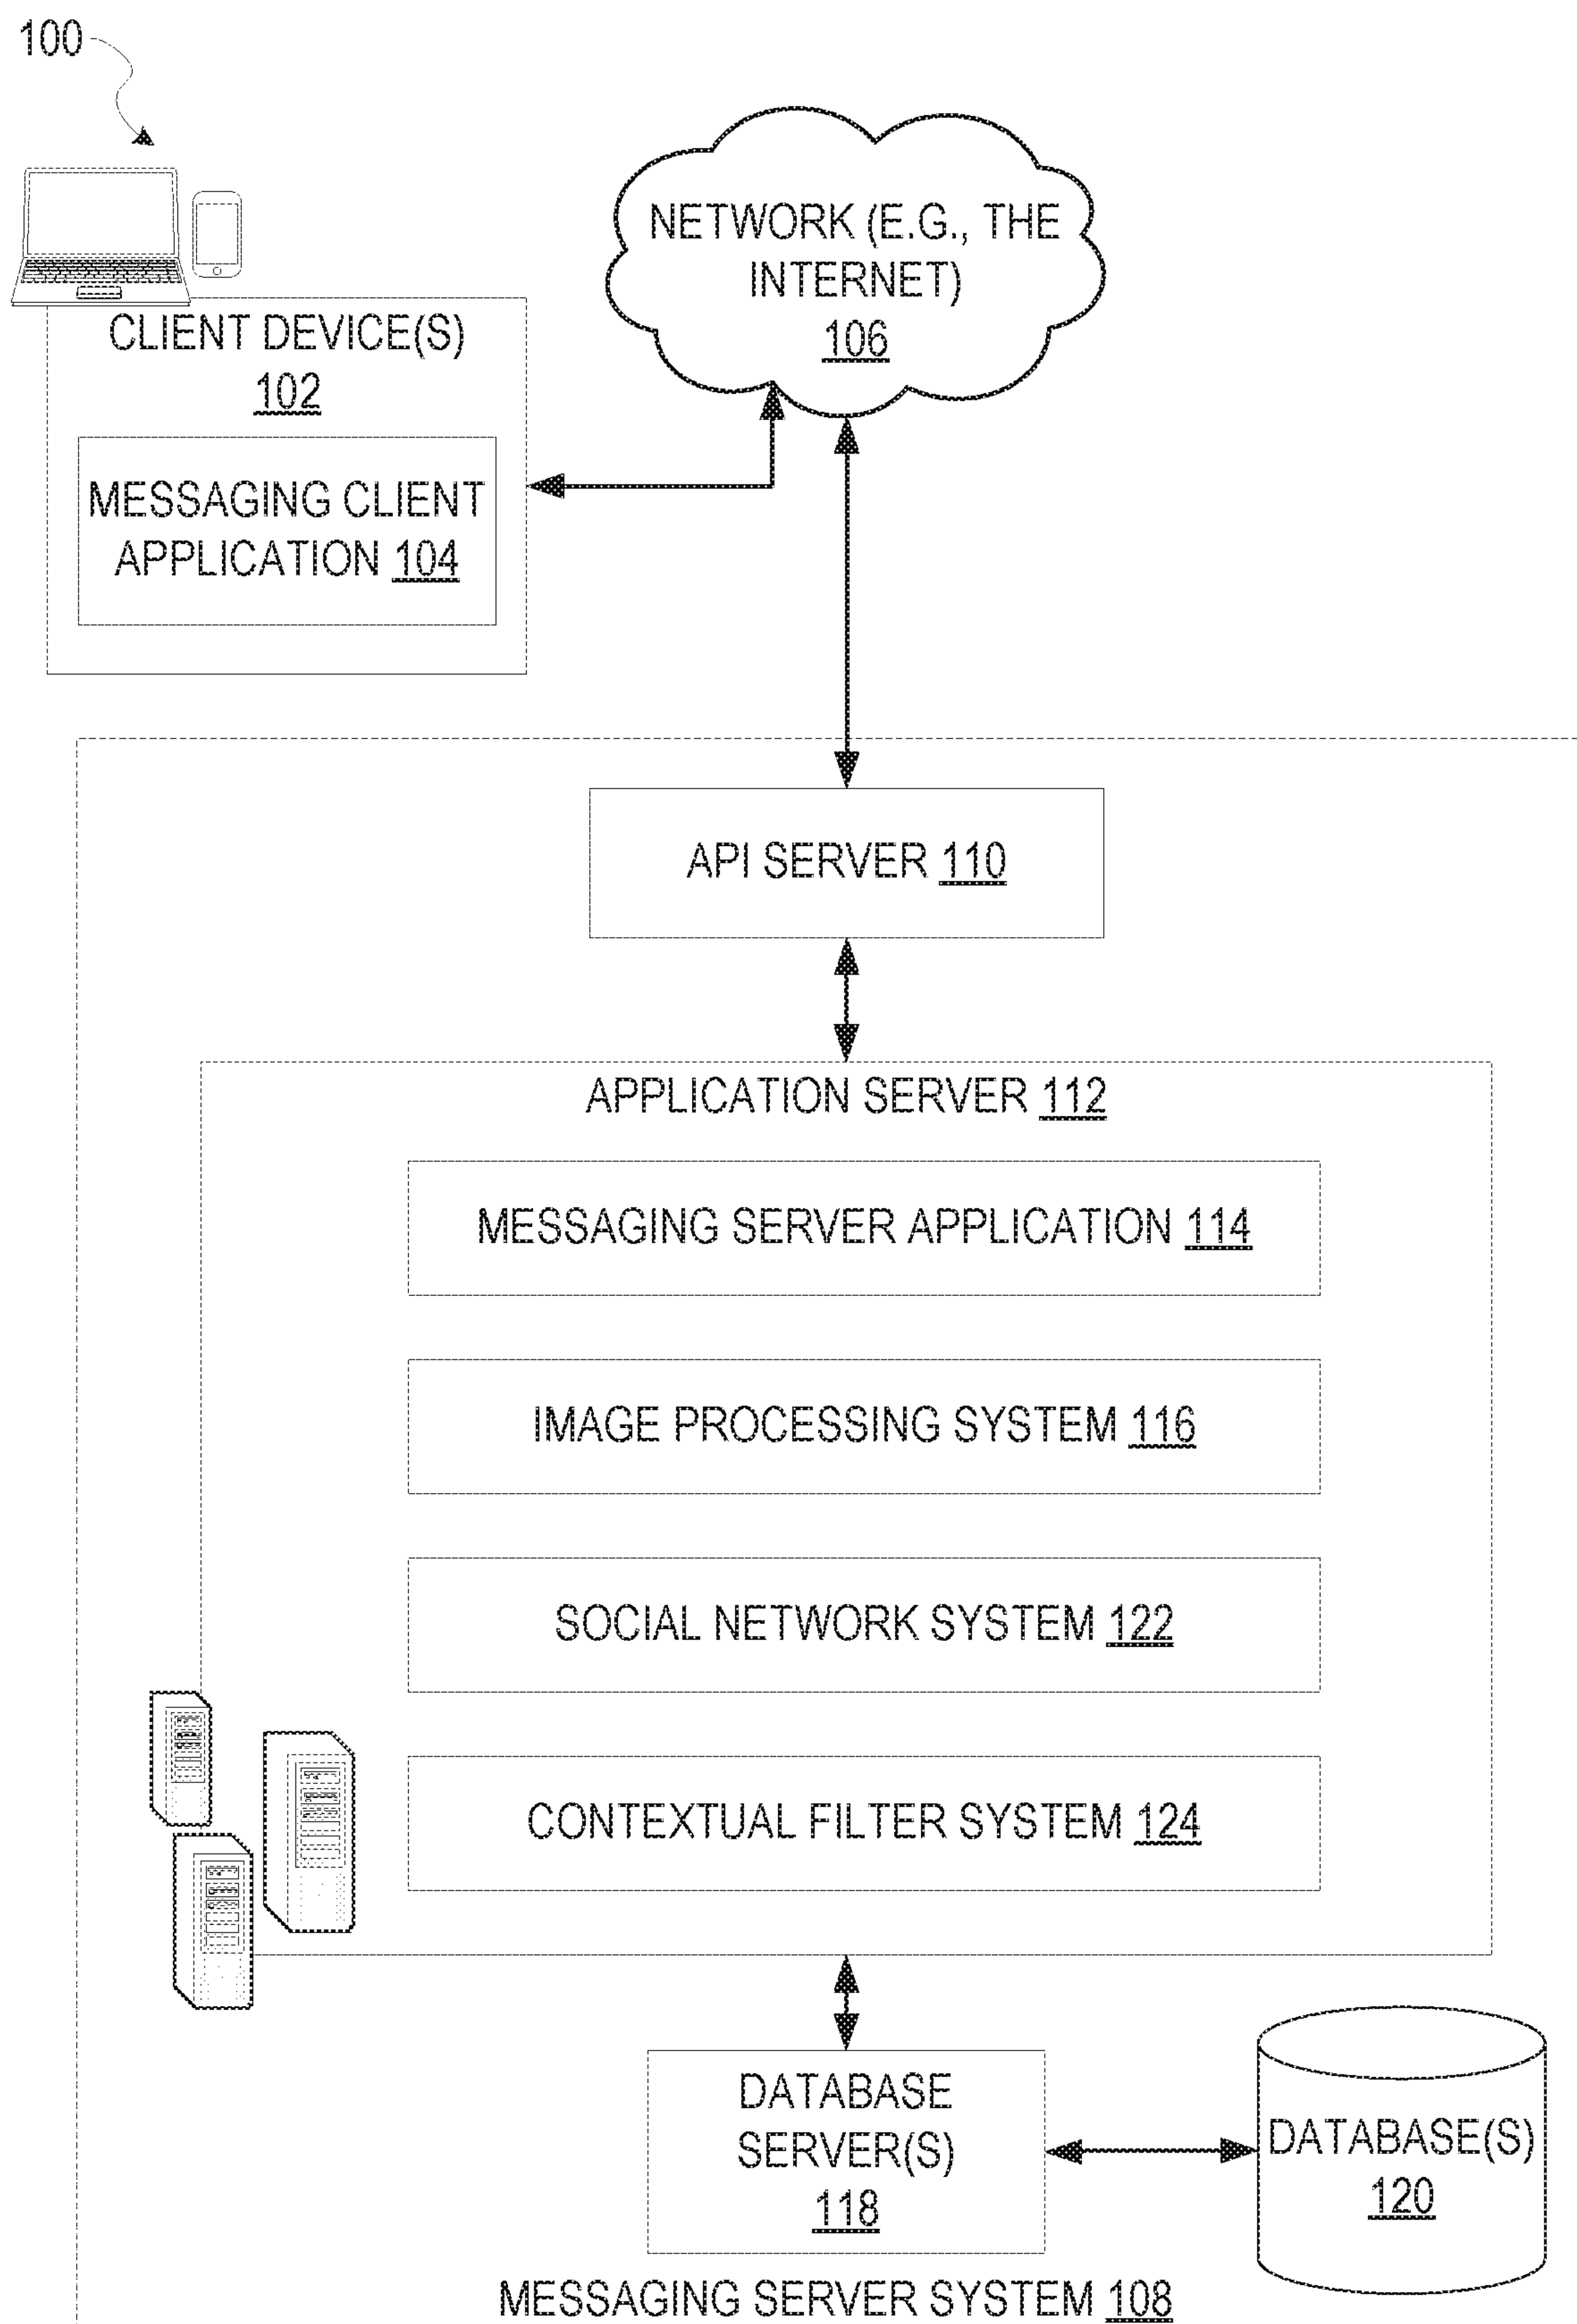 100
NETWORK (E.G., THE
INTERNET)
106
CLIENT DEVICE(S)
102
MESSAGING CLIENT
APPLICATION 104
API SERVER 110
APPLICATION SERVER 112
MESSAGING SERVER APPLICATION 114
IMAGE PROCESSING SYSTEM 116
SOCIAL NETWORK SYSTEM 122
CONTEXTUAL FILTER SYSTEM 124
DATABASE
SERVER(S)
118
DATABASE(S)
120
MESSAGING SERVER SYSTEM 108